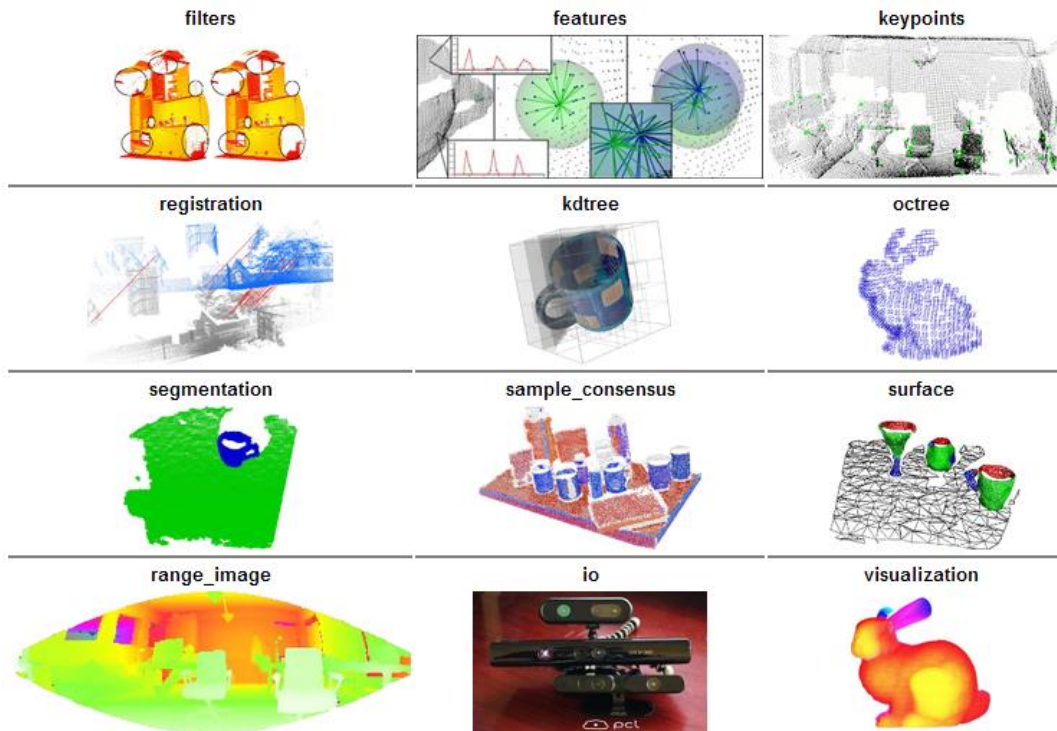 filters
features
keypoints
registration
kdtree
octree
segmentation
sample_consensus
surface
range_image
io
visualization
pcl